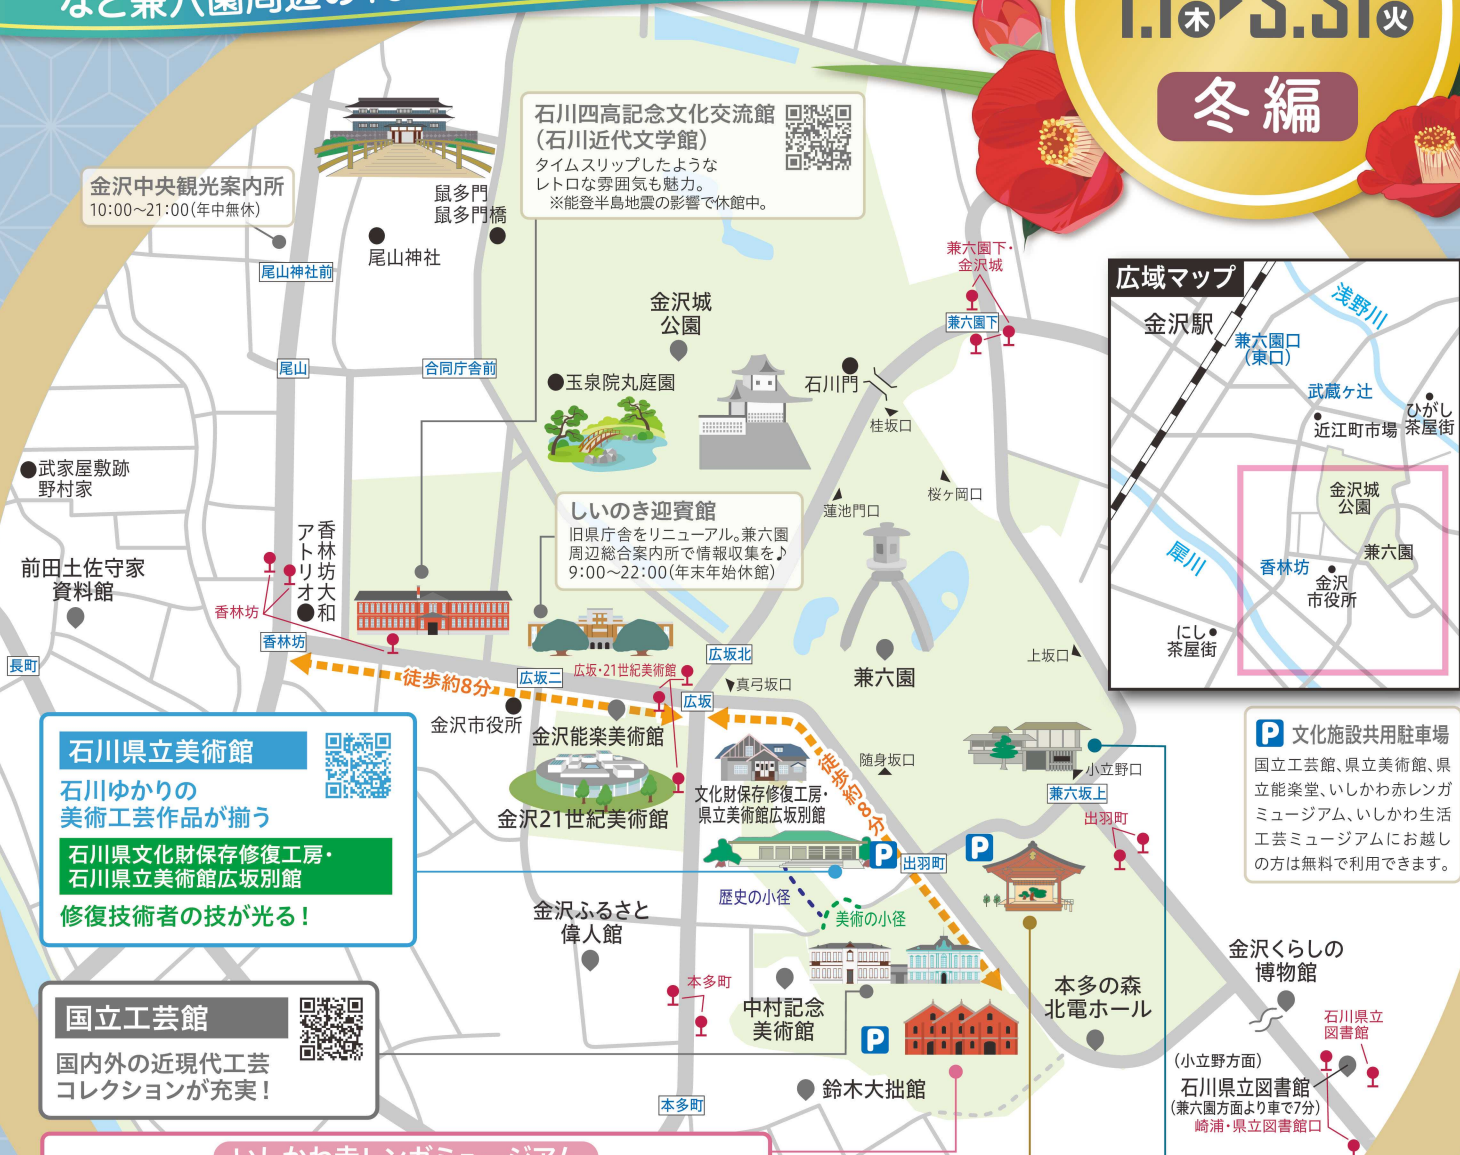 1.1木
3.31火
冬編
石川四高記念文化交流館
(石川近代文学館)
タイムスリップしたような
レトロな雰囲気も魅力。
※能登半島地震の影響で休館中。
金沢中央観光案内所
10:00~21:00(年中無休)
鼠多門
鼠多門橋
尾山神社
尾山神社前
兼六園下・
金沢城
兼六園下
金沢城
公園
尾山
合同庁舎前
玉泉院丸庭園
石川門
桂坂口
桜ヶ岡口
蓮池門口
広域マップ
金沢駅
浅野川
兼六園口
(東口)
武蔵ヶ辻
近江町市場
ひがし
茶屋街
金沢城
公園
兼六園
犀川
香林坊
金沢
市役所
にし
茶屋街
武家屋敷跡
野村家
前田土佐守家
資料館
香林坊大和
アトリオ
香林坊
香林坊
長町
しいのき迎賓館
旧県庁舎をリニューアル。兼六園
周辺総合案内所で情報収集を♪
9:00~22:00(年末年始休館)
兼六園
上坂口
広坂北
広坂・21世紀美術館
広坂二
広坂
真弓坂口
徒歩約8分
金沢市役所
金沢能楽美術館
金沢21世紀美術館
文化財保存修復工房・
県立美術館広坂別館
徒歩約8分
随身坂口
小立野口
兼六坂上
出羽町
P
出羽町
P
歴史の小径
美術の小径
P 文化施設共用駐車場
国立工芸館、県立美術館、県
立能楽堂、いしかわ赤レンガ
ミュージアム、いしかわ生活
工芸ミュージアムにお越し
の方は無料で利用できます。
石川県立美術館
石川ゆかりの
美術工芸作品が揃う
石川県文化財保存修復工房・
石川県立美術館広坂別館
修復技術者の技が光る!
金沢ふるさと
偉人館
本多町
中村記念
美術館
P
本多の森
北電ホール
金沢くらしの
博物館
石川県立
図書館
(小立野方面)
石川県立図書館
(兼六園方面より車で7分)
崎浦・県立図書館口
国立工芸館
国内外の近現代工芸
コレクションが充実!
鈴木大拙館
本多町